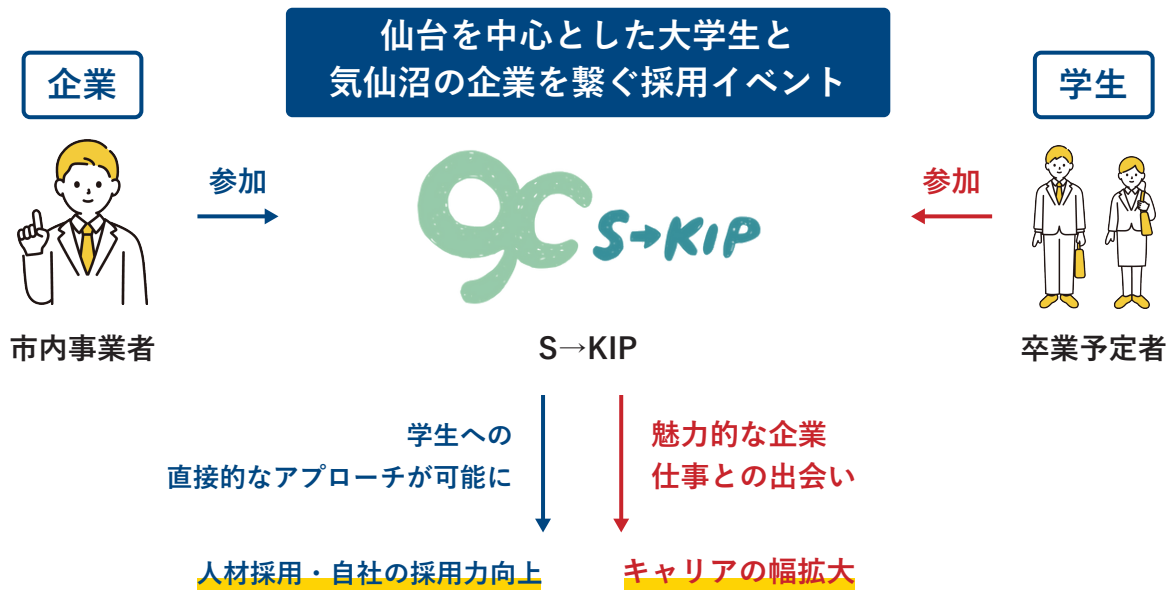 仙台を中心とした大学生と
気仙沼の企業を繋ぐ採用イベント
企業
学生
参加
gc S→KIP
参加
市内事業者
S→KIP
卒業予定者
学生への
直接的なアプローチが可能に
魅力的な企業
仕事との出会い
人材採用・自社の採用力向上
キャリアの幅拡大